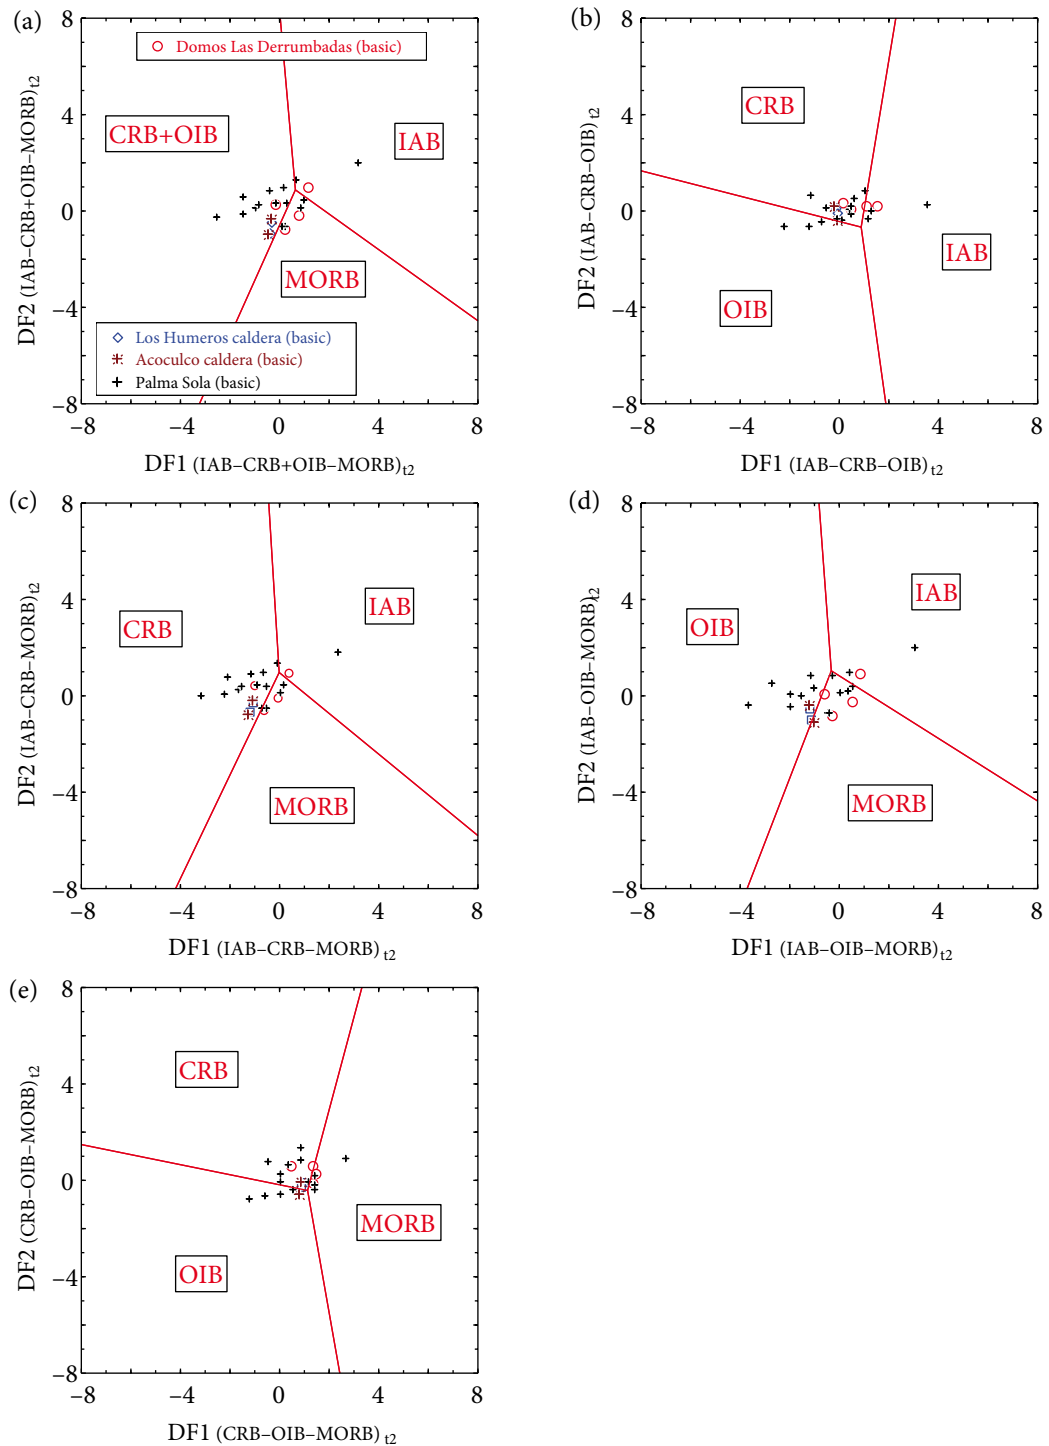 (a)
8
4
0
−4
−8
−8
−4
0
4
8
DF2 (IAB–CRB+OIB–MORB)t2
DF1 (IAB–CRB+OIB–MORB)t2
Domos Las Derrumbadas (basic)
CRB+OIB
IAB
MORB
Los Humeros caldera (basic)
Acoculco caldera (basic)
Palma Sola (basic)
(b)
8
4
0
−4
−8
−8
−4
0
4
8
DF2 (IAB–CRB–OIB)t2
DF1 (IAB–CRB–OIB)t2
CRB
IAB
OIB
(c)
8
4
0
−4
−8
−8
−4
0
4
8
DF2 (IAB–CRB–MORB)t2
DF1 (IAB–CRB–MORB)t2
IAB
CRB
MORB
(d)
8
4
0
−4
−8
−8
−4
0
4
8
DF2 (IAB–OIB–MORB)t2
DF1 (IAB–OIB–MORB)t2
IAB
OIB
MORB
(e)
8
4
0
−4
−8
−8
−4
0
4
8
DF2 (CRB–OIB–MORB)t2
DF1 (CRB–OIB–MORB)t2
CRB
MORB
OIB